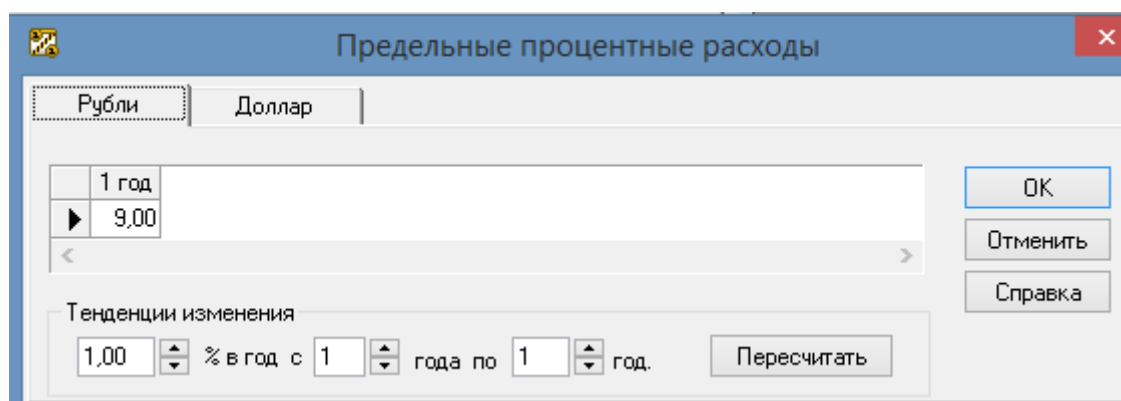 Предельные процентные расходы
Рубли Доллар
1 год
9,00
OK
Отменить
Справка
Тенденции изменения
1,00 % в год с 1 года по 1 год. Пересчитать